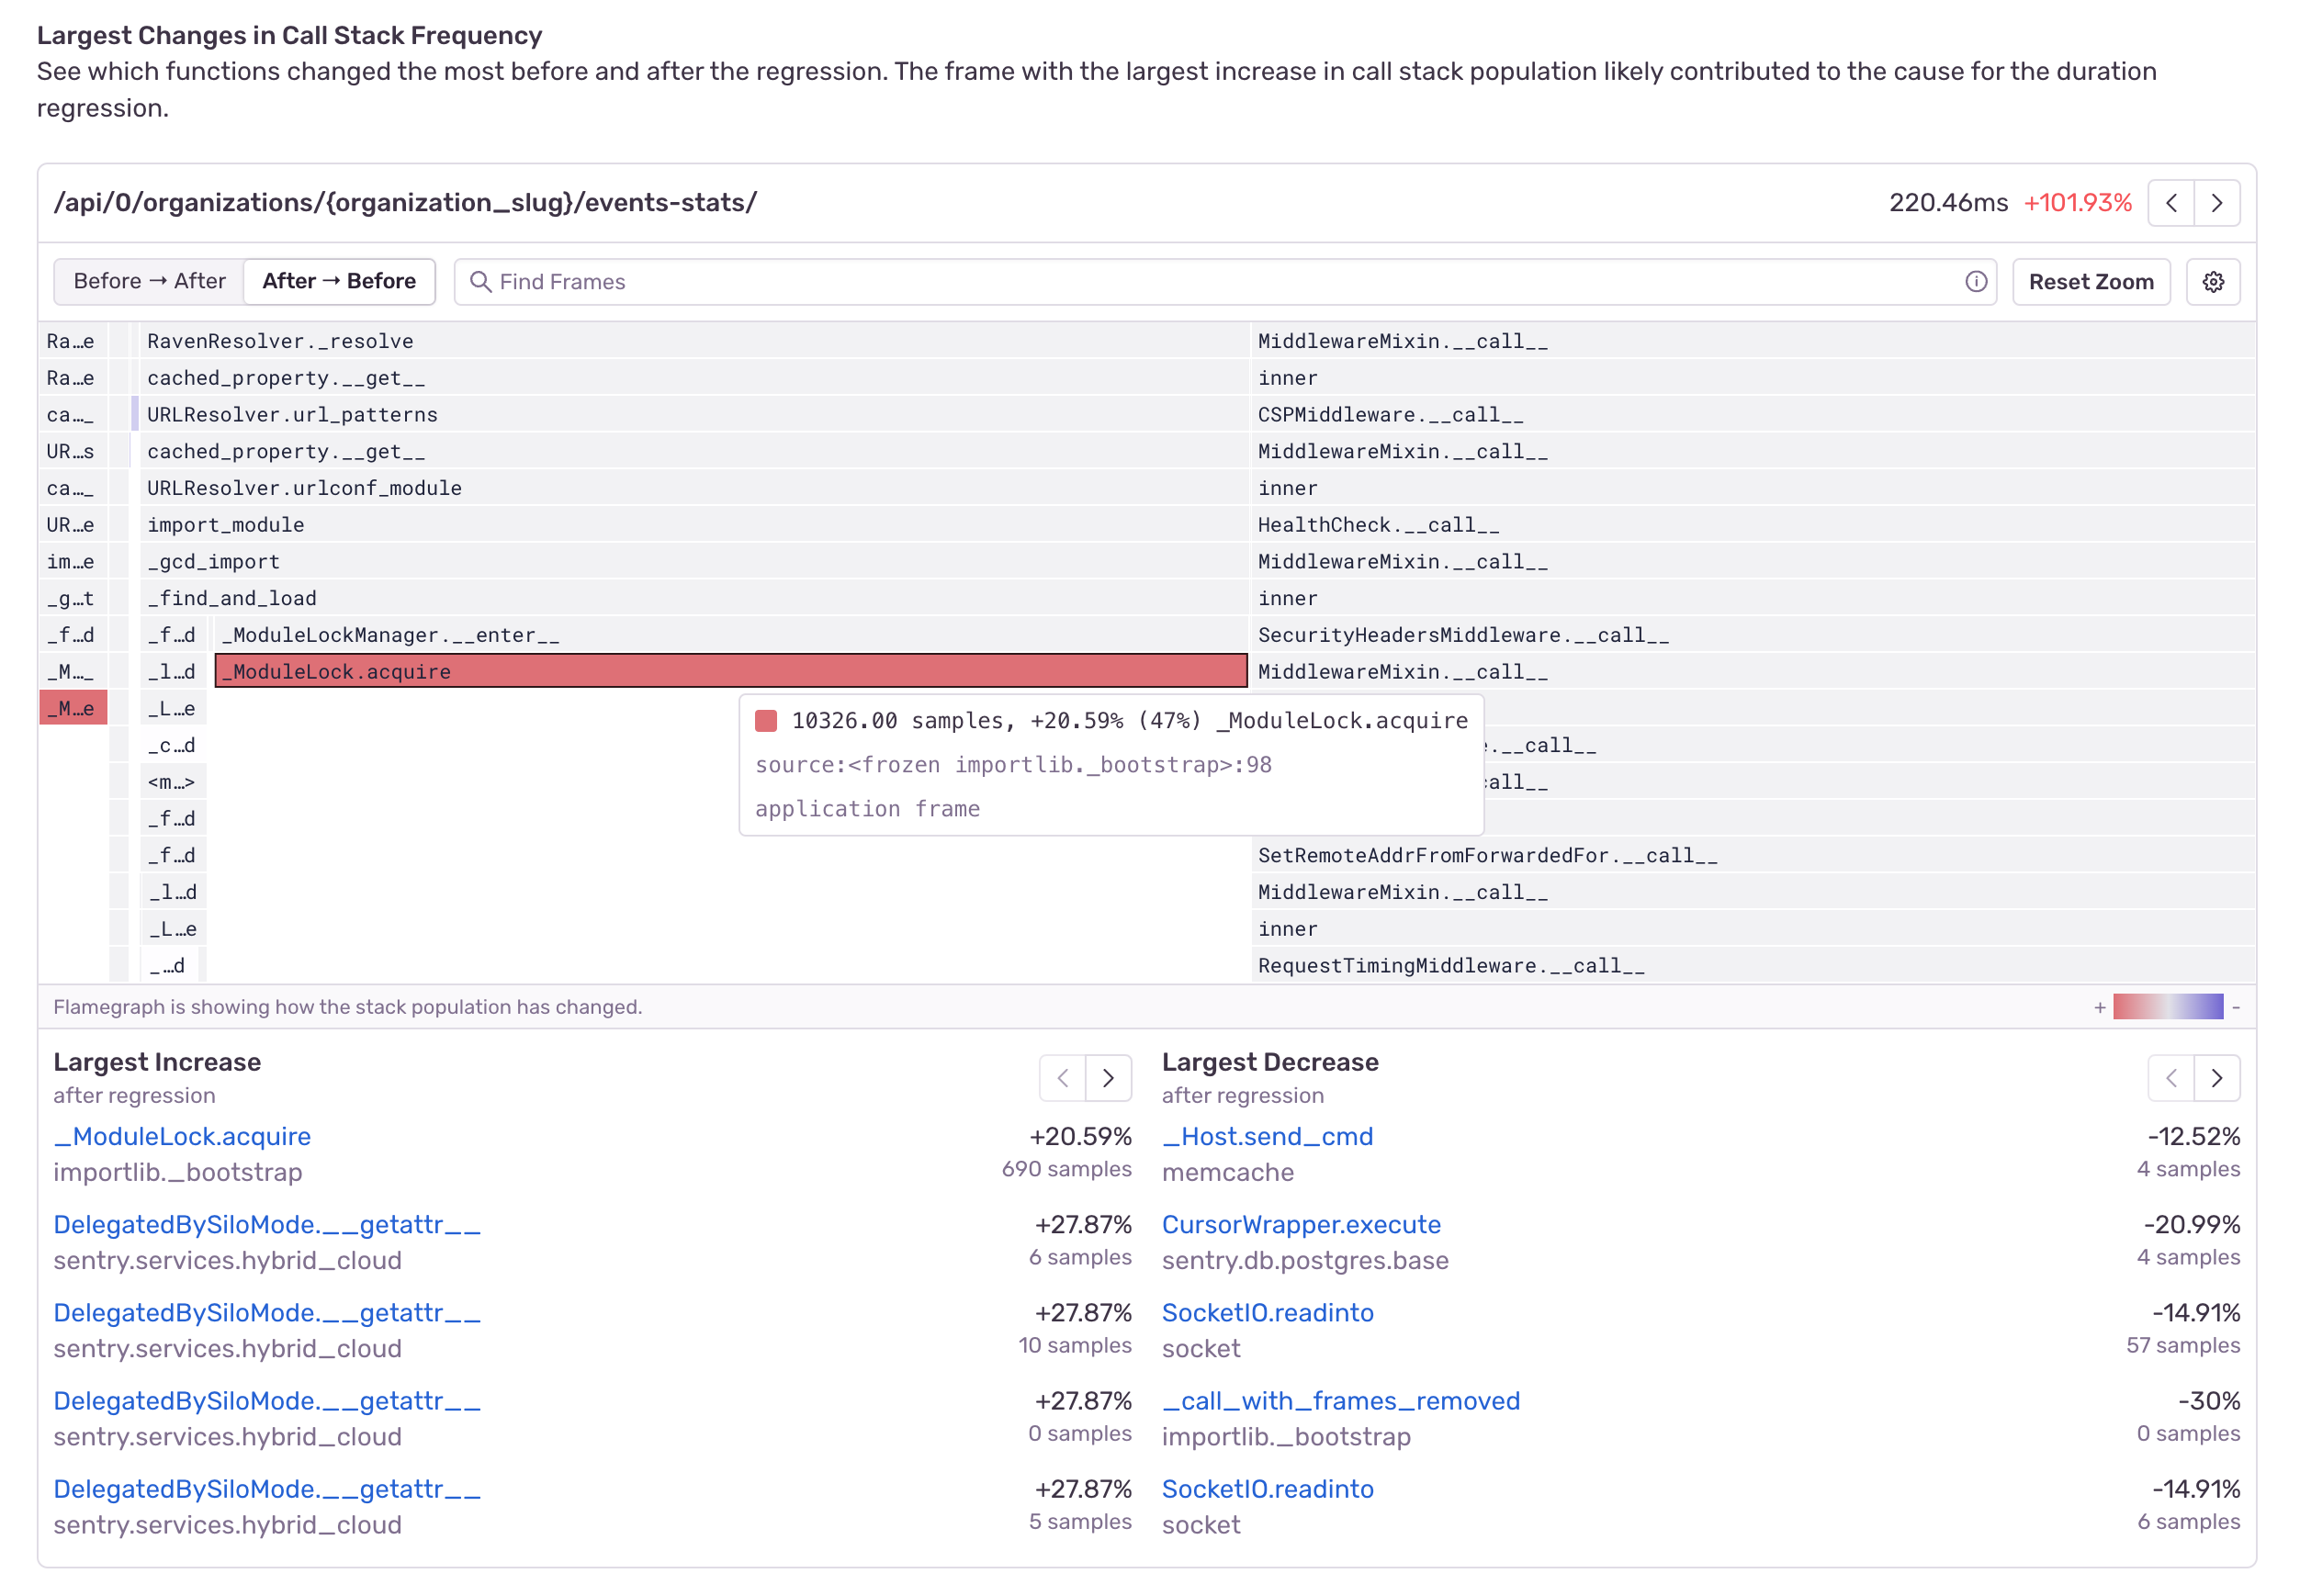 Largest Changes in Call Stack Frequency
See which functions changed the most before and after the regression. The frame with the largest increase in call stack population likely contributed to the cause for the duration
regression.
/api/0/organizations/{organization_slug}/events-stats/
220.46ms +101.93%
Before → After
After → Before
Find Frames
Reset Zoom
Ra…e RavenResolver._resolve MiddlewareMixin.__call__
Ra…e cached_property.__get__ inner
ca…_ URLResolver.url_patterns CSPMiddleware.__call__
UR…s cached_property.__get__ MiddlewareMixin.__call__
ca…_ URLResolver.urlconf_module inner
UR…e import_module HealthCheck.__call__
im…e _gcd_import MiddlewareMixin.__call__
_g…t _find_and_load inner
_f…d _f…d _ModuleLockManager.__enter__ SecurityHeadersMiddleware.__call__
_M…_ _l…d _ModuleLock.acquire MiddlewareMixin.__call__
_M…e _L…e
10326.00 samples, +20.59% (47%) _ModuleLock.acquire
source:<frozen importlib._bootstrap>:98
application frame
_c…d .__call__
<m…> call__
_f…d
_f…d SetRemoteAddrFromForwardedFor.__call__
_l…d MiddlewareMixin.__call__
_L…e inner
_…d RequestTimingMiddleware.__call__
Flamegraph is showing how the stack population has changed.
+ -
Largest Increase
after regression
_ModuleLock.acquire +20.59%
importlib._bootstrap 690 samples
DelegatedBySiloMode.__getattr__ +27.87%
sentry.services.hybrid_cloud 6 samples
DelegatedBySiloMode.__getattr__ +27.87%
sentry.services.hybrid_cloud 10 samples
DelegatedBySiloMode.__getattr__ +27.87%
sentry.services.hybrid_cloud 0 samples
DelegatedBySiloMode.__getattr__ +27.87%
sentry.services.hybrid_cloud 5 samples
Largest Decrease
after regression
_Host.send_cmd -12.52%
memcache 4 samples
CursorWrapper.execute -20.99%
sentry.db.postgres.base 4 samples
SocketIO.readinto -14.91%
socket 57 samples
_call_with_frames_removed -30%
importlib._bootstrap 0 samples
SocketIO.readinto -14.91%
socket 6 samples